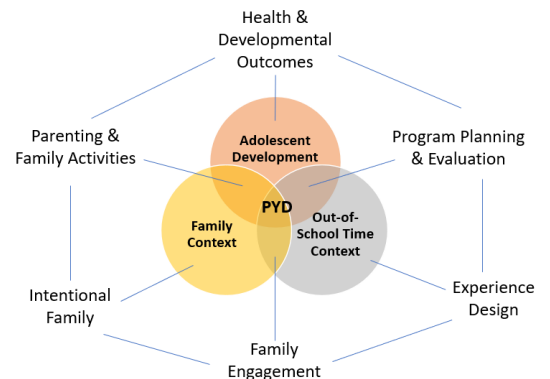 Health &
Developmental
Outcomes
Parenting &
Family Activities
Adolescent
Development
Program Planning
& Evaluation
PYD
Family
Context
Out-of-
School Time
Context
Intentional
Family
Experience
Design
Family
Engagement